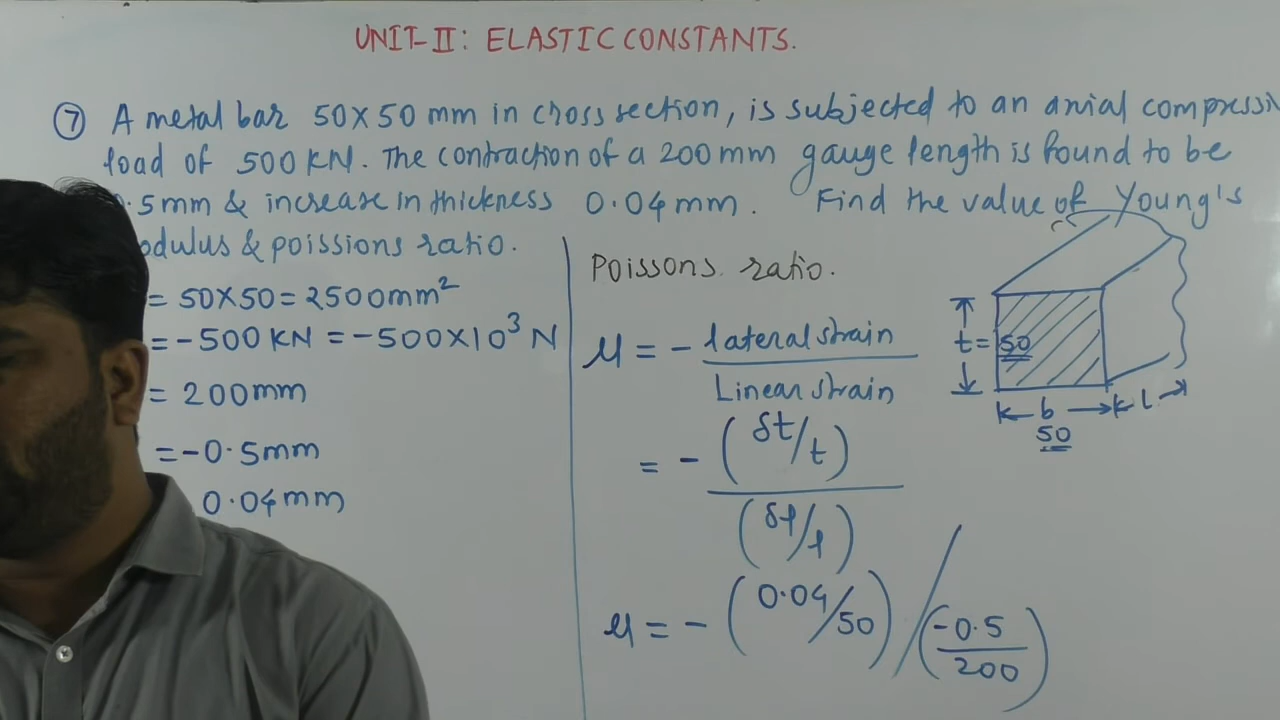 UNIT-II: ELASTIC CONSTANTS.
⑦ A metal bar 50×50 mm in cross section, is subjected to an axial compressi
load of 500 KN. The contraction of a 200 mm gauge length is found to be
.5mm & increase in thickness 0.04 mm. Find the value of Young's
odulus & poissions ratio.
= 50×50 = 2500mm²
= -500 KN = -500×10³ N
= 200mm
= -0.5mm
0.04mm
Poissons ratio.
μ = - lateral strain
Linear strain
= - (δt/t)
(δl/l)
μ = - (0.04/50) / (-0.5
200)
t= 50
b
l
50